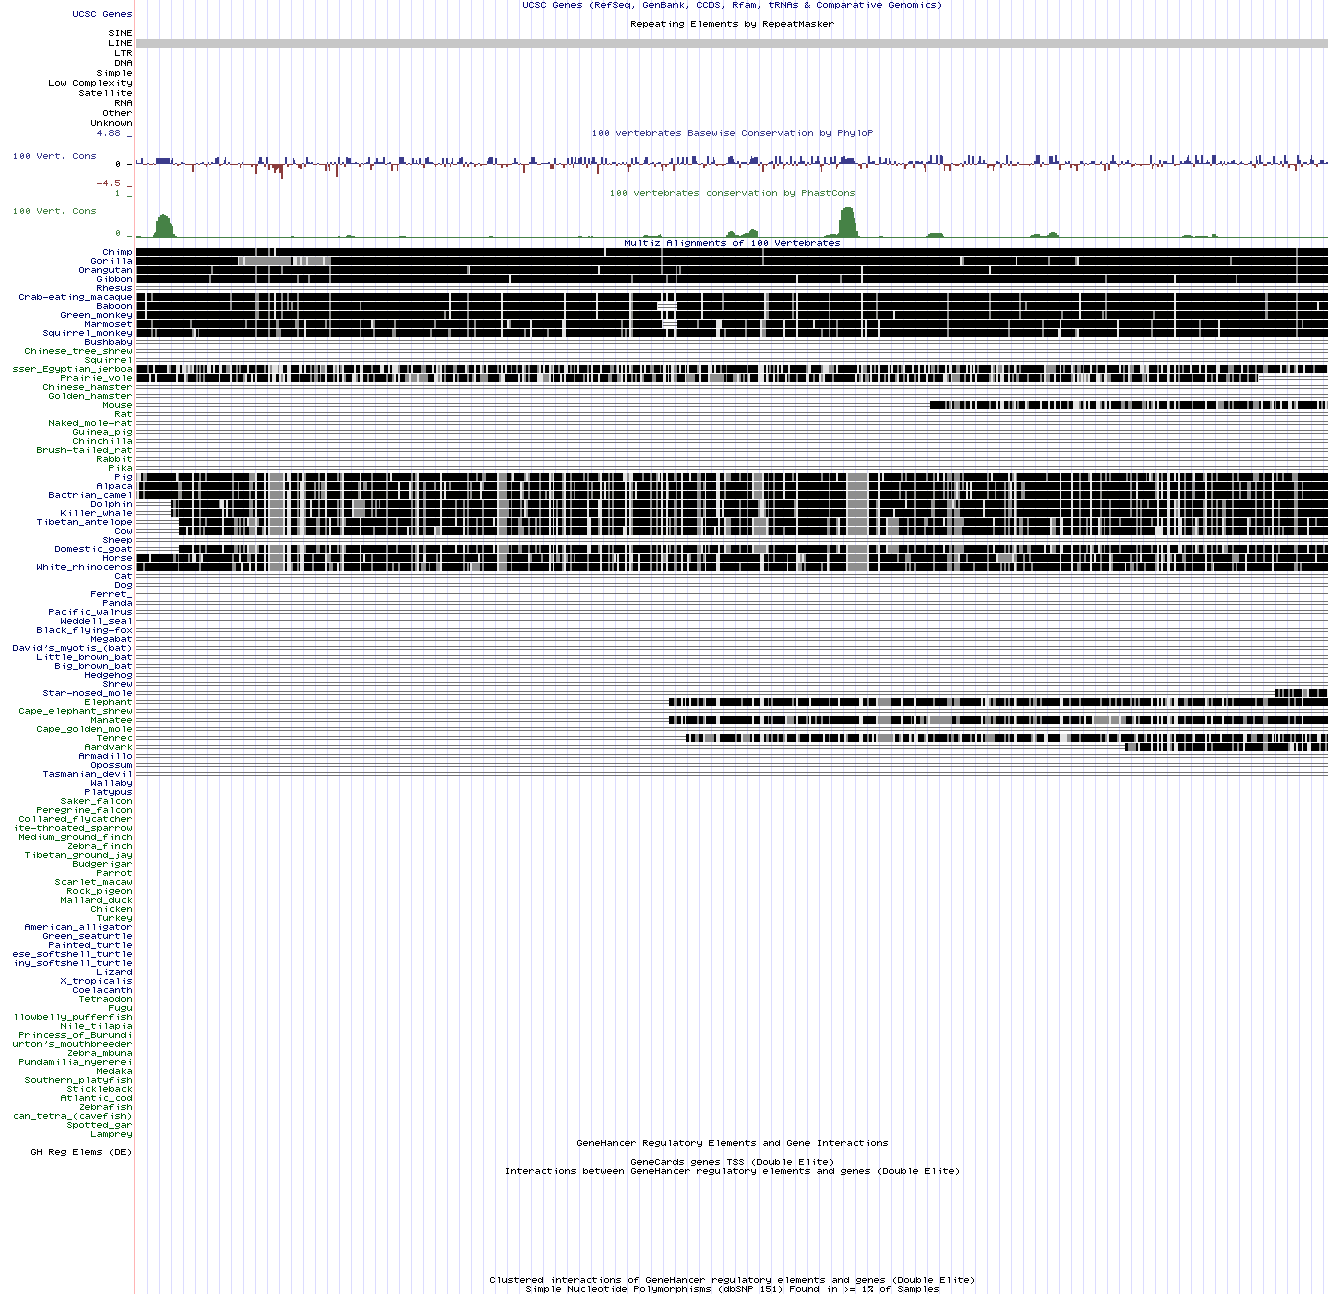 UCSC Genes (RefSeq, GenBank, CCDS, Rfam, tRNAs & Comparative Genomics)
UCSC Genes
Repeating Elements by RepeatMasker
SINE
LINE
LTR
DNA
Simple
Low Complexity
Satellite
RNA
Other
Unknown
4.88 _
100 vertebrates Basewise Conservation by PhyloP
100 Vert. Cons
0 _
-4.5 _
1 _
100 vertebrates conservation by PhastCons
100 Vert. Cons
0 _
Multiz Alignments of 100 Vertebrates
Chimp
Gorilla
Orangutan
Gibbon
Rhesus
Crab-eating_macaque
Baboon
Green_monkey
Marmoset
Squirrel_monkey
Bushbaby
Chinese_tree_shrew
Squirrel
sser_Egyptian_jerboa
Prairie_vole
Chinese_hamster
Golden_hamster
Mouse
Rat
Naked_mole-rat
Guinea_pig
Chinchilla
Brush-tailed_rat
Rabbit
Pika
Pig
Alpaca
Bactrian_camel
Dolphin
Killer_whale
Tibetan_antelope
Cow
Sheep
Domestic_goat
Horse
White_rhinoceros
Cat
Dog
Ferret_
Panda
Pacific_walrus
Weddell_seal
Black_flying-fox
Megabat
David's_myotis_(bat)
Little_brown_bat
Big_brown_bat
Hedgehog
Shrew
Star-nosed_mole
Elephant
Cape_elephant_shrew
Manatee
Cape_golden_mole
Tenrec
Aardvark
Armadillo
Opossum
Tasmanian_devil
Wallaby
Platypus
Saker_falcon
Peregrine_falcon
Collared_flycatcher
ite-throated_sparrow
Medium_ground_finch
Zebra_finch
Tibetan_ground_jay
Budgerigar
Parrot
Scarlet_macaw
Rock_pigeon
Mallard_duck
Chicken
Turkey
American_alligator
Green_seaturtle
Painted_turtle
ese_softshell_turtle
iny_softshell_turtle
Lizard
X_tropicalis
Coelacanth
Tetraodon
Fugu
llowbelly_pufferfish
Nile_tilapia
Princess_of_Burundi
urton's_mouthbreeder
Zebra_mbuna
Pundamilia_nyererei
Medaka
Southern_platyfish
Stickleback
Atlantic_cod
Zebrafish
can_tetra_(cavefish)
Spotted_gar
Lamprey
GeneHancer Regulatory Elements and Gene Interactions
GH Reg Elems (DE)
GeneCards genes TSS (Double Elite)
Interactions between GeneHancer regulatory elements and genes (Double Elite)
Clustered interactions of GeneHancer regulatory elements and genes (Double Elite)
Simple Nucleotide Polymorphisms (dbSNP 151) Found in >= 1% of Samples